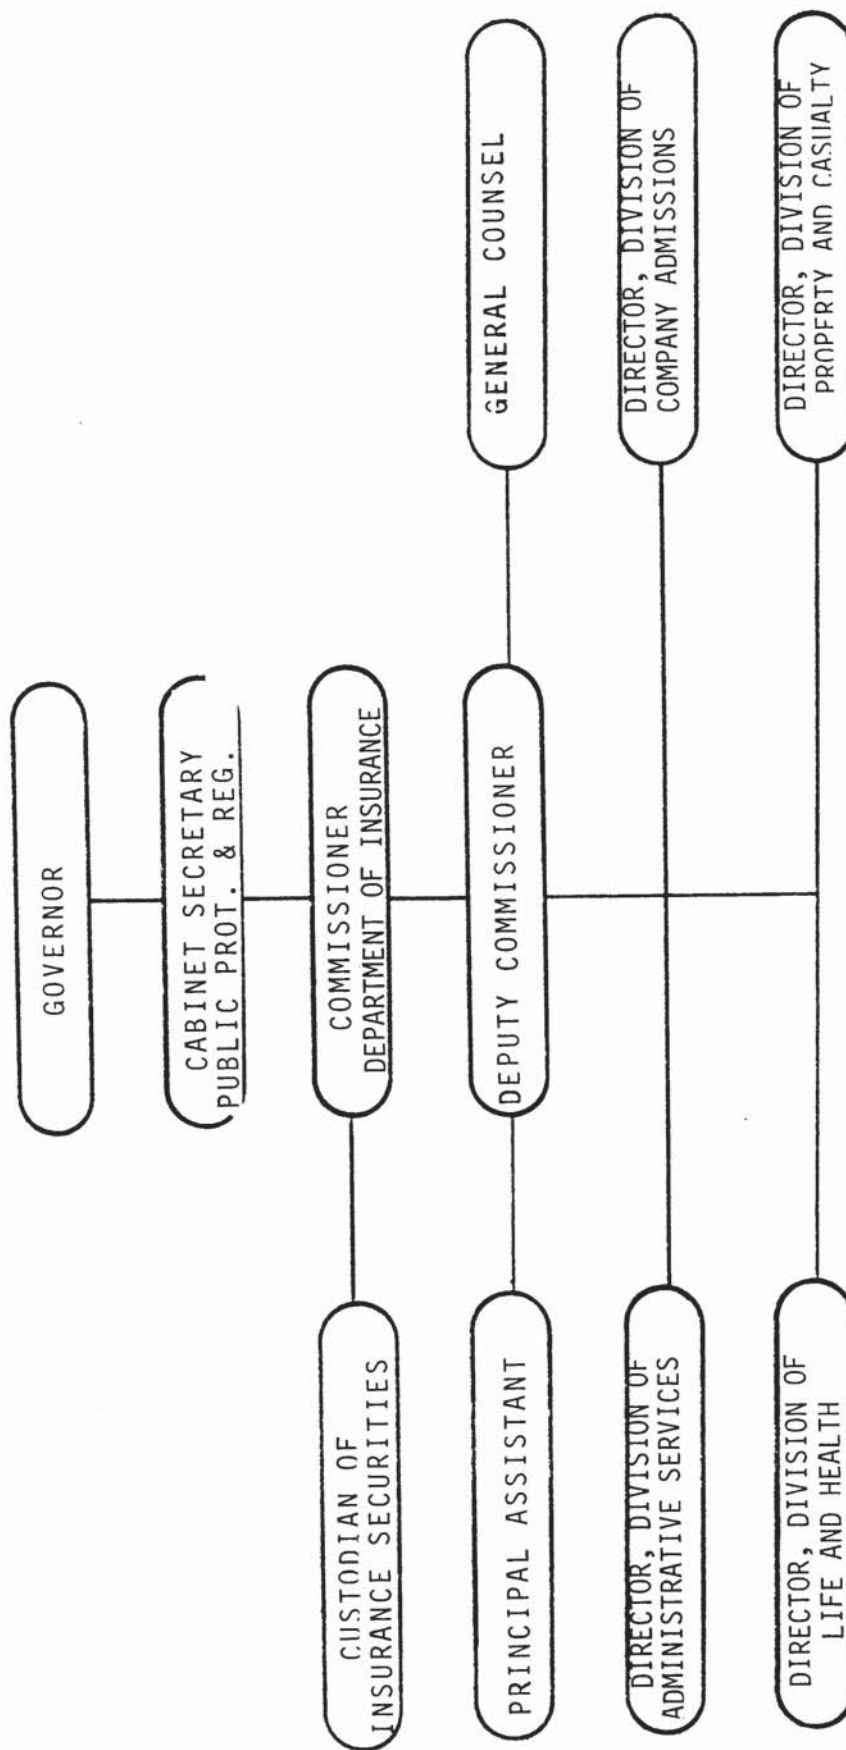 GOVERNOR
CABINET SECRETARY
PUBLIC PROT. & REG.
COMMISSIONER
DEPARTMENT OF INSURANCE
CUSTODIAN OF
INSURANCE SECURITIES
DEPUTY COMMISSIONER
PRINCIPAL ASSISTANT
GENERAL COUNSEL
DIRECTOR, DIVISION OF
ADMINISTRATIVE SERVICES
DIRECTOR, DIVISION OF
COMPANY ADMISSIONS
DIRECTOR, DIVISION OF
LIFE AND HEALTH
DIRECTOR, DIVISION OF
PROPERTY AND CASUALTY